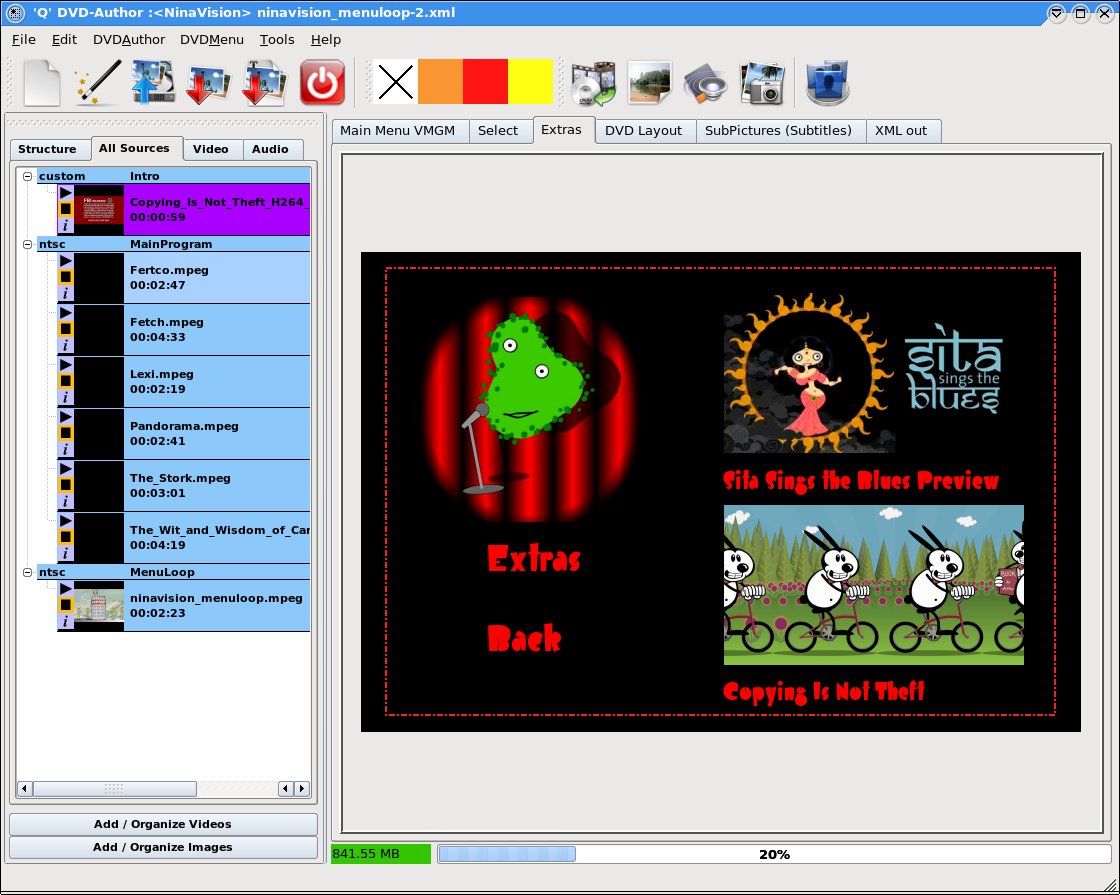 'Q' DVD-Author :<NinaVision> ninavision_menuloop-2.xml
File Edit DVDAuthor DVDMenu Tools Help
Main Menu VMGM Select Extras DVD Layout SubPictures (Subtitles) XML out
Structure All Sources Video Audio
custom Intro
Copying_Is_Not_Theft_H264_
00:00:59
ntsc MainProgram
Fertco.mpeg
00:02:47
Fetch.mpeg
00:04:33
Lexi.mpeg
00:02:19
Pandorama.mpeg
00:02:41
The_Stork.mpeg
00:03:01
The_Wit_and_Wisdom_of_Can
00:04:19
ntsc MenuLoop
ninavision_menuloop.mpeg
00:02:23
Add / Organize Videos
Add / Organize Images
sita
sings the
blues
Sita Sings the Blues Preview
Extras
Back
BOOK
Copying Is Not Theft
841.55 MB
20%